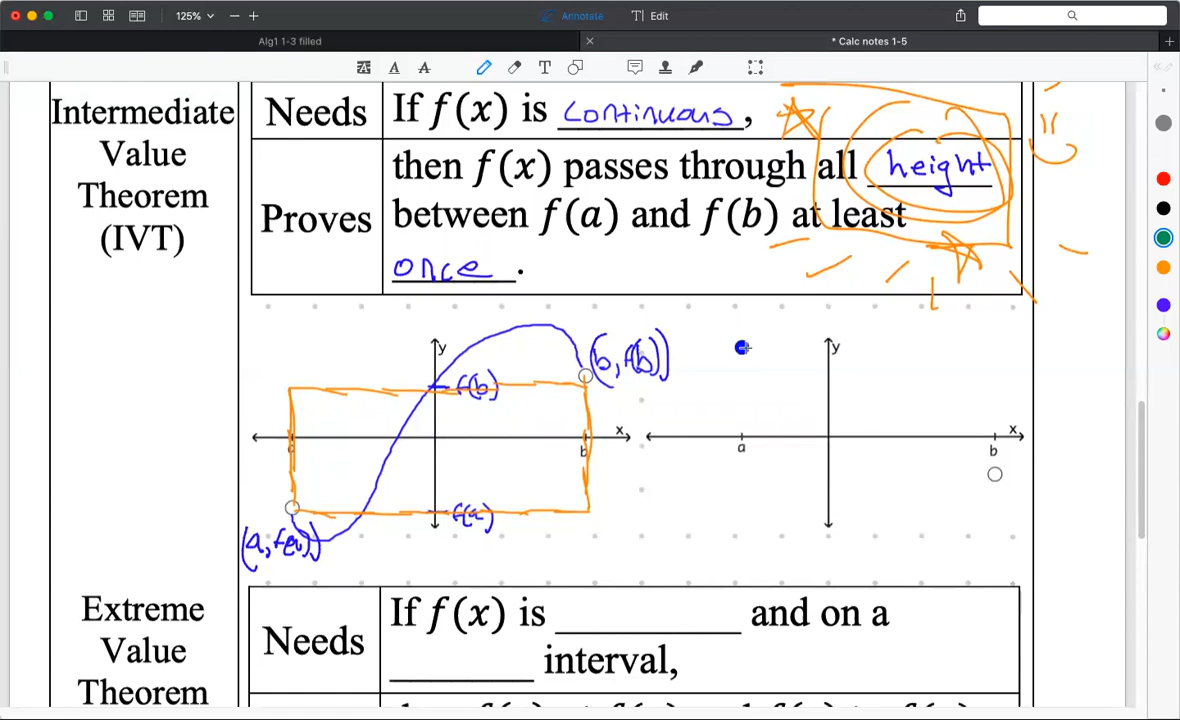 125%
Annotate
T| Edit
Alg1 1-3 filled
* Calc notes 1-5
A A A T
Intermediate
Value
Theorem
(IVT)
Needs
If f(x) is continuous,
Proves
then f(x) passes through all height
between f(a) and f(b) at least
once.
y
(b, f(b))
f(b)
x
a
b
f(a)
(a, f(a))
y
x
a
b
Extreme
Value
Theorem
Needs
If f(x) is __________ and on a
__________ interval,